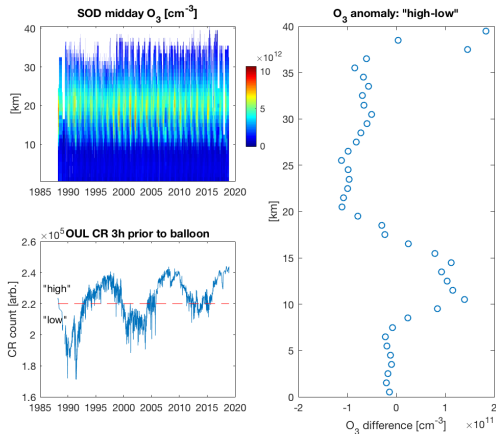 SOD midday O3 [cm-3]
40
30
20
10
[km]
1985 1990 1995 2000 2005 2010 2015 2020
×10^12
10
5
0
×10^5 OUL CR 3h prior to balloon
2.6
2.4
2.2
2
1.8
1.6
"high"
"low"
CR count [arb.]
1985 1990 1995 2000 2005 2010 2015 2020
O3 anomaly: "high-low"
40
35
30
25
20
15
10
5
0
[km]
-2 -1 0 1 2
O3 difference [cm-3] ×10^11